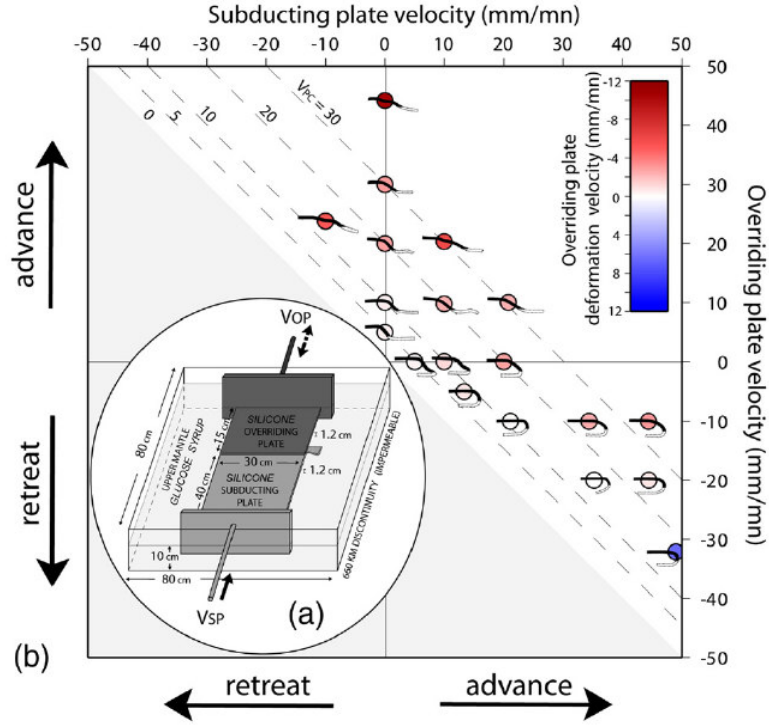 Subducting plate velocity (mm/mn)
-50 -40 -30 -20 -10 0 10 20 30 40 50
0 5 10 20 VPC = 30
50
40
30
20
10
0
-10
-20
-30
-40
-50
Overriding plate velocity (mm/mn)
Overriding plate
deformation velocity (mm/mn)
-12
-8
-4
0
4
8
12
advance
retreat
VOP
80 cm
UPPER MANTLE
GLUCOSE SYRUP
15 cm
SILICONE
OVERRIDING
PLATE
1.2 cm
30 cm
1.2 cm
40 cm
SILICONE
SUBDUCTING
PLATE
660 KM DISCONTINUITY (IMPERMEABLE)
10 cm
80 cm
VSP
(a)
(b)
retreat advance